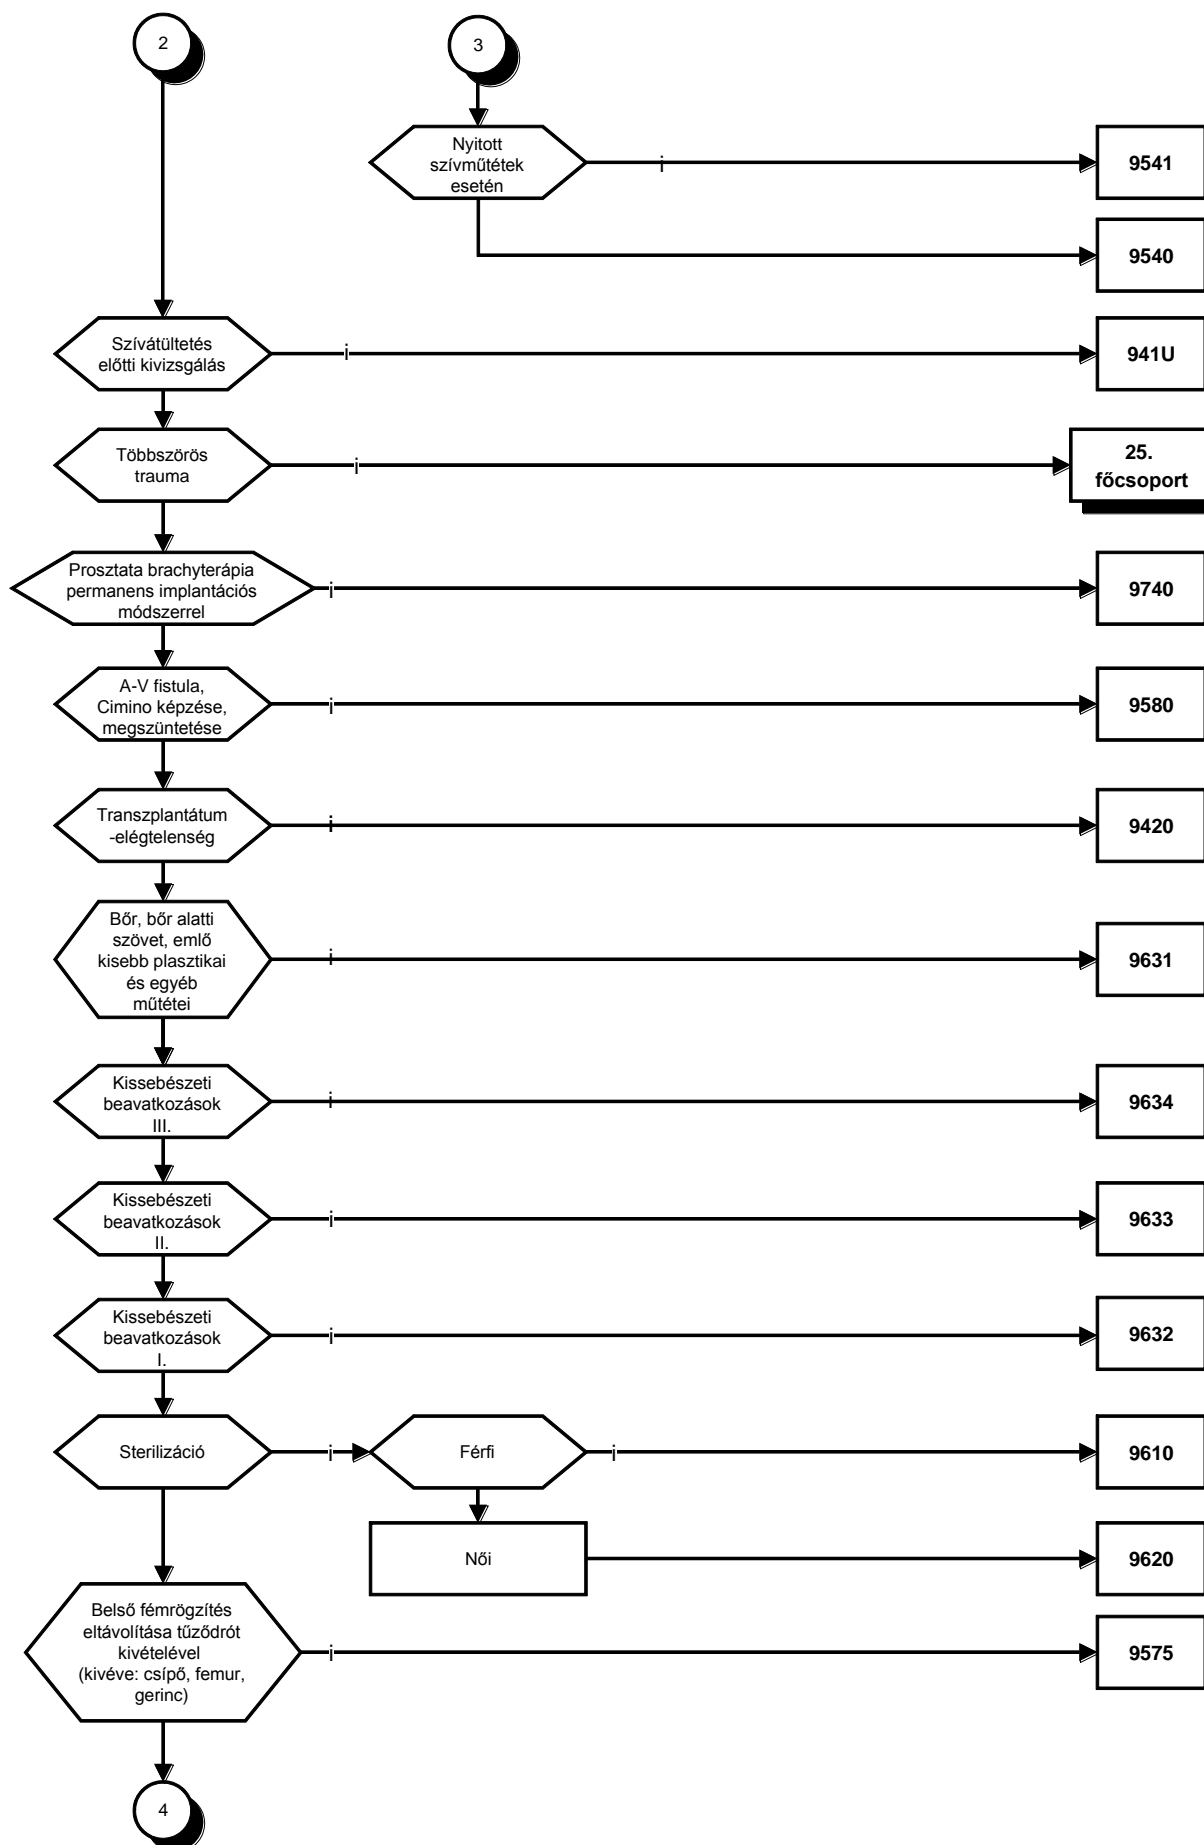 2
3
Nyitott
szívműtétek
esetén
i
9541
9540
Szívátültetés
előtti kivizsgálás
i
941U
Többszörös
trauma
i
25.
főcsoport
Prosztata brachyterápia
permanens implantációs
módszerrel
i
9740
A-V fistula,
Cimino képzése,
megszüntetése
i
9580
Transzplantátum
-elégtelenség
i
9420
Bőr, bőr alatti
szövet, emlő
kisebb plasztikai
és egyéb
műtétei
i
9631
Kissebészeti
beavatkozások
III.
i
9634
Kissebészeti
beavatkozások
II.
i
9633
Kissebészeti
beavatkozások
I.
i
9632
Sterilizáció
i
Férfi
i
9610
Női
9620
Belső fémrögzítés
eltávolítása tűződrót
kivételével
(kivéve: csípő, femur,
gerinc)
i
9575
4